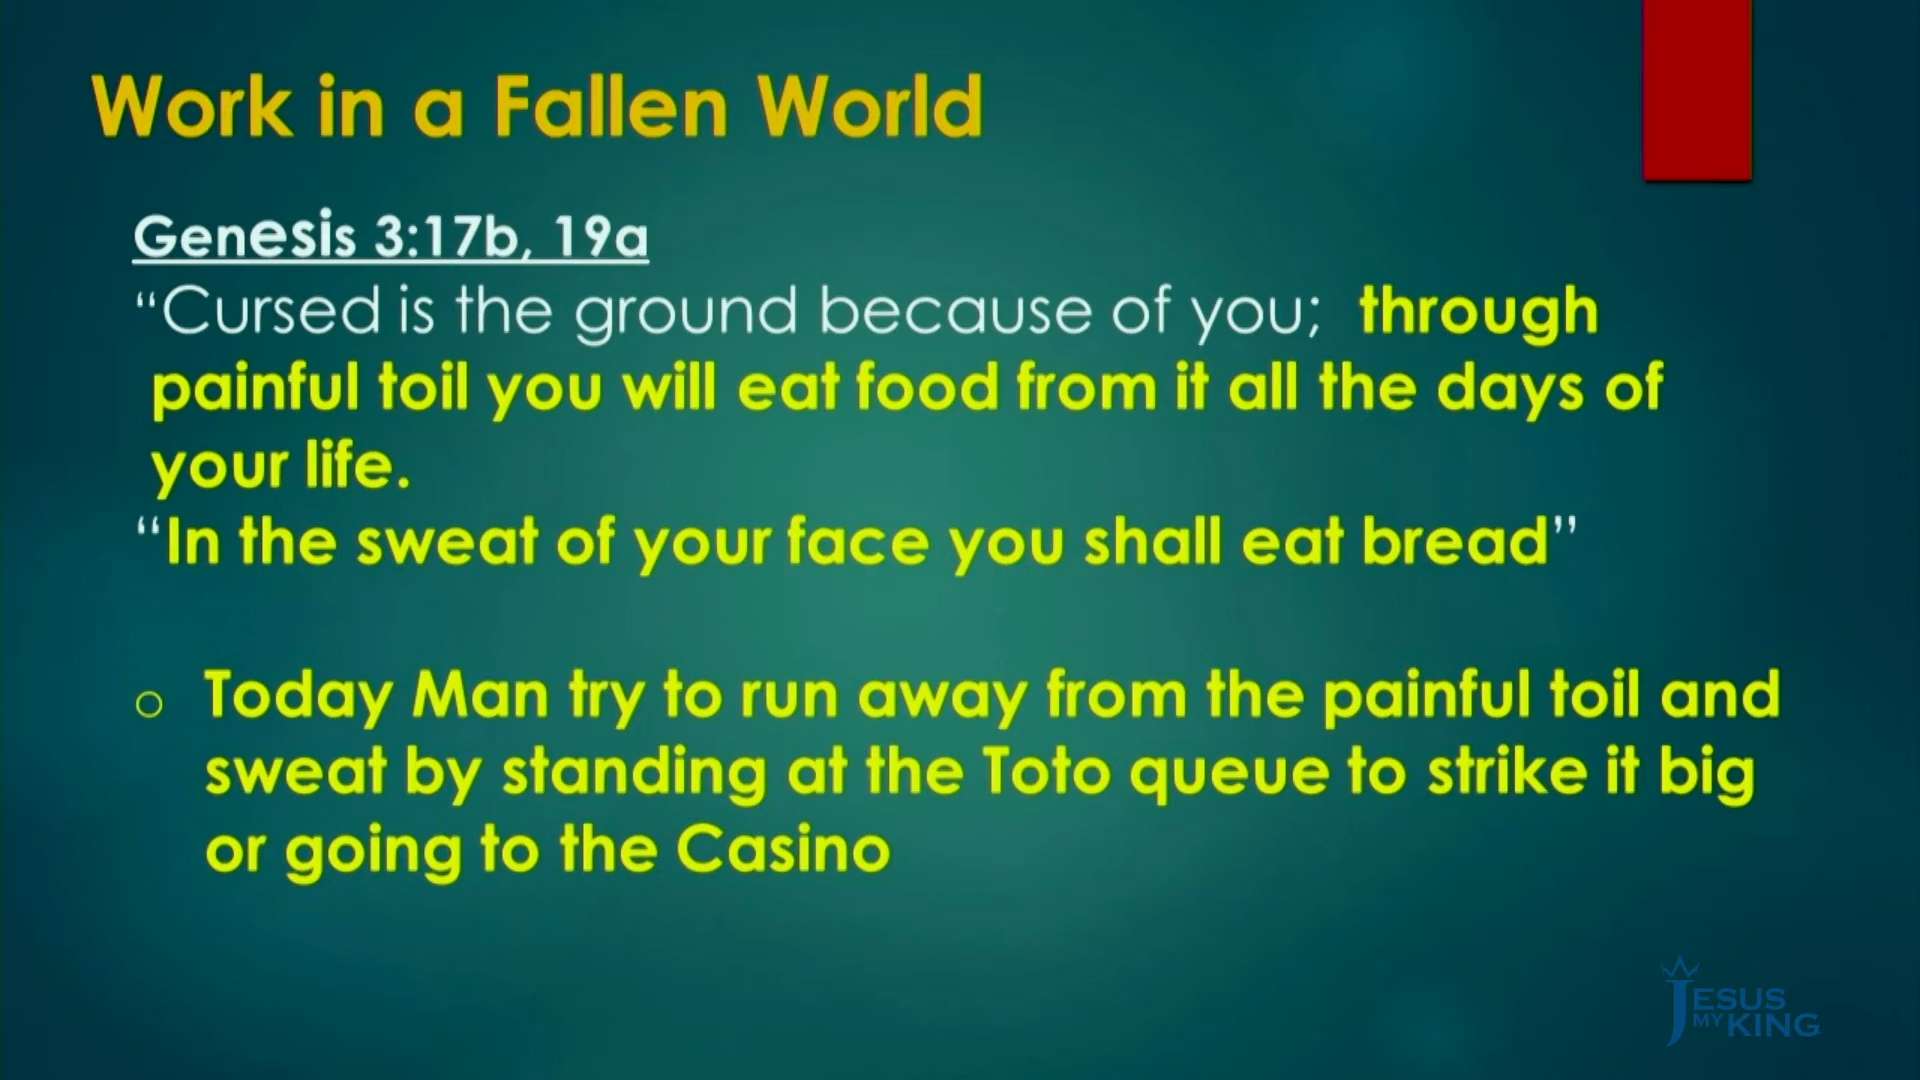 Work in a Fallen World
Genesis 3:17b, 19a
“Cursed is the ground because of you;  through
painful toil you will eat food from it all the days of
your life.
“In the sweat of your face you shall eat bread”
o Today Man try to run away from the painful toil and
sweat by standing at the Toto queue to strike it big
or going to the Casino
JESUS
MY KING